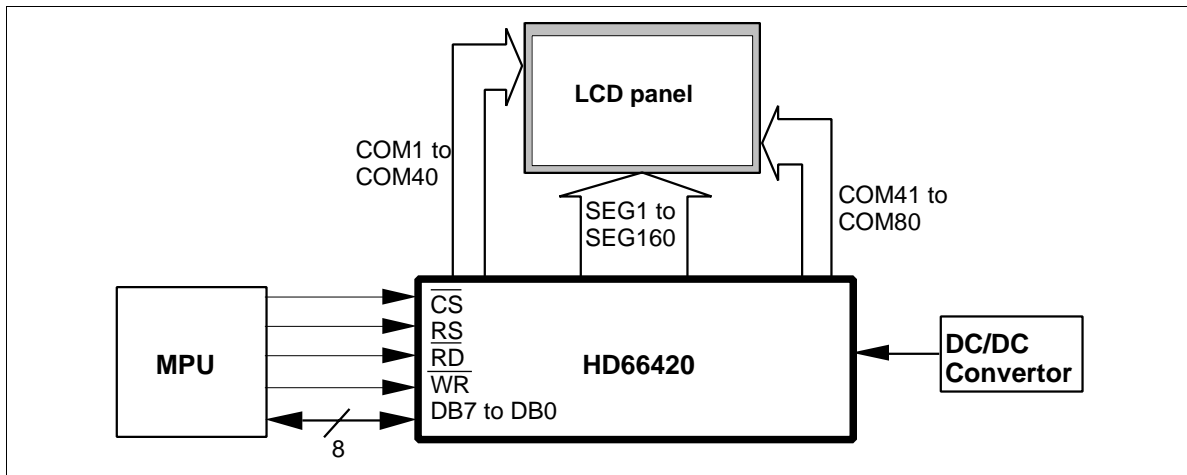 LCD panel
COM1 to
COM40
SEG1 to
SEG160
COM41 to
COM80
MPU
CS
RS
RD
WR
DB7 to DB0
8
HD66420
DC/DC
Convertor